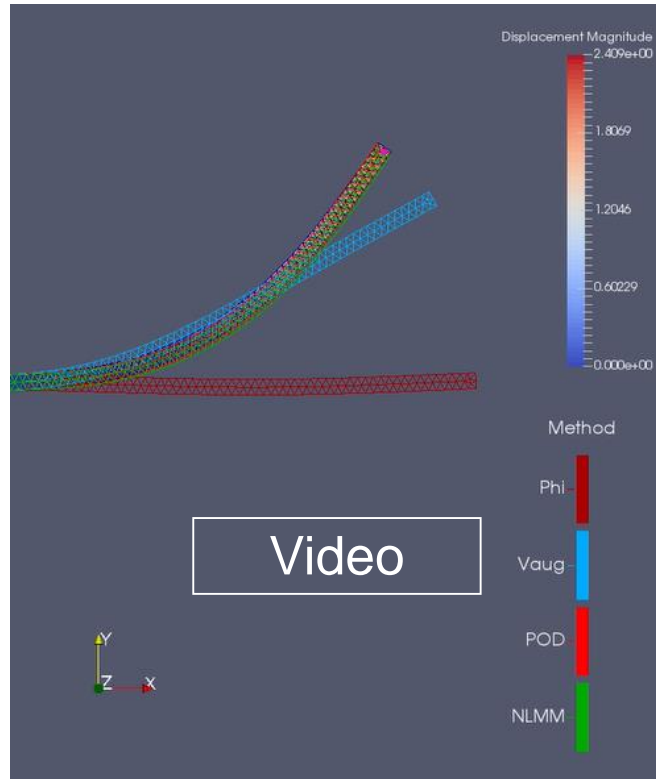 Displacement Magnitude
2.409e+00
1.8069
1.2046
0.60229
0.000e+00
Method
Phi
Vaug
POD
NLMM
Video
Y
Z X